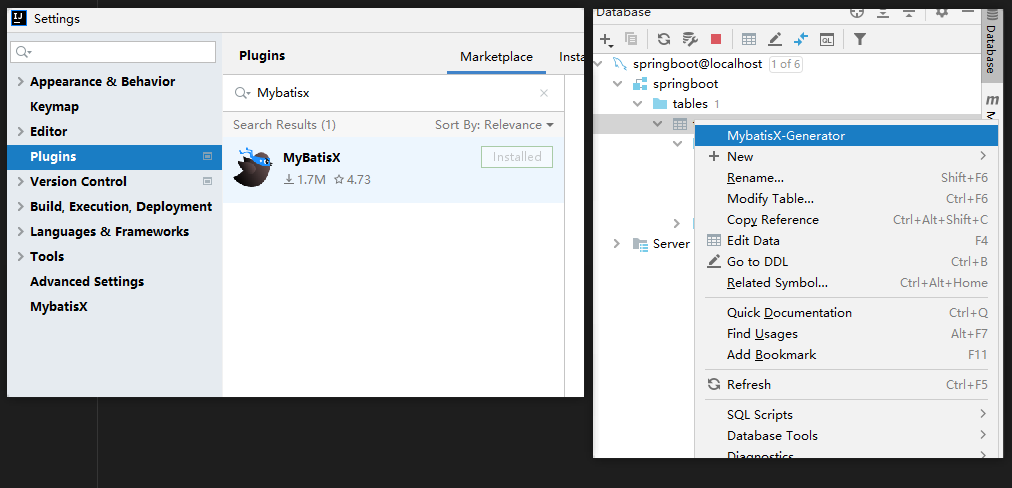 Settings
Appearance & Behavior
Keymap
Editor
Plugins
Version Control
Build, Execution, Deployment
Languages & Frameworks
Tools
Advanced Settings
MybatisX
Plugins
Marketplace
Insta
Mybatisx
Search Results (1)
Sort By: Relevance
MyBatisX
Installed
1.7M
4.73
Database
QL
springboot@localhost
1 of 6
springboot
tables 1
Server
MybatisX-Generator
New
Rename... Shift+F6
Modify Table... Ctrl+F6
Copy Reference Ctrl+Alt+Shift+C
Edit Data F4
Go to DDL Ctrl+B
Related Symbol... Ctrl+Alt+Home
Quick Documentation Ctrl+Q
Find Usages Alt+F7
Add Bookmark F11
Refresh Ctrl+F5
SQL Scripts
Database Tools
Diagnostics
Database
m